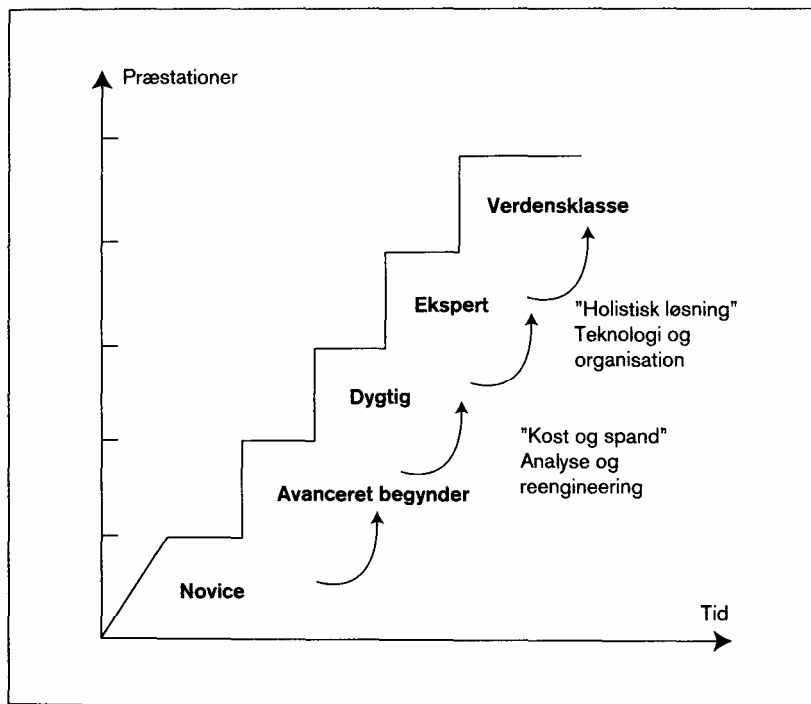 Præstationer
Verdensklasse
Ekspert
"Holistisk løsning"
Teknologi og
organisation
Dygtig
"Kost og spand"
Analyse og
reengineering
Avanceret begynder
Novice
Tid